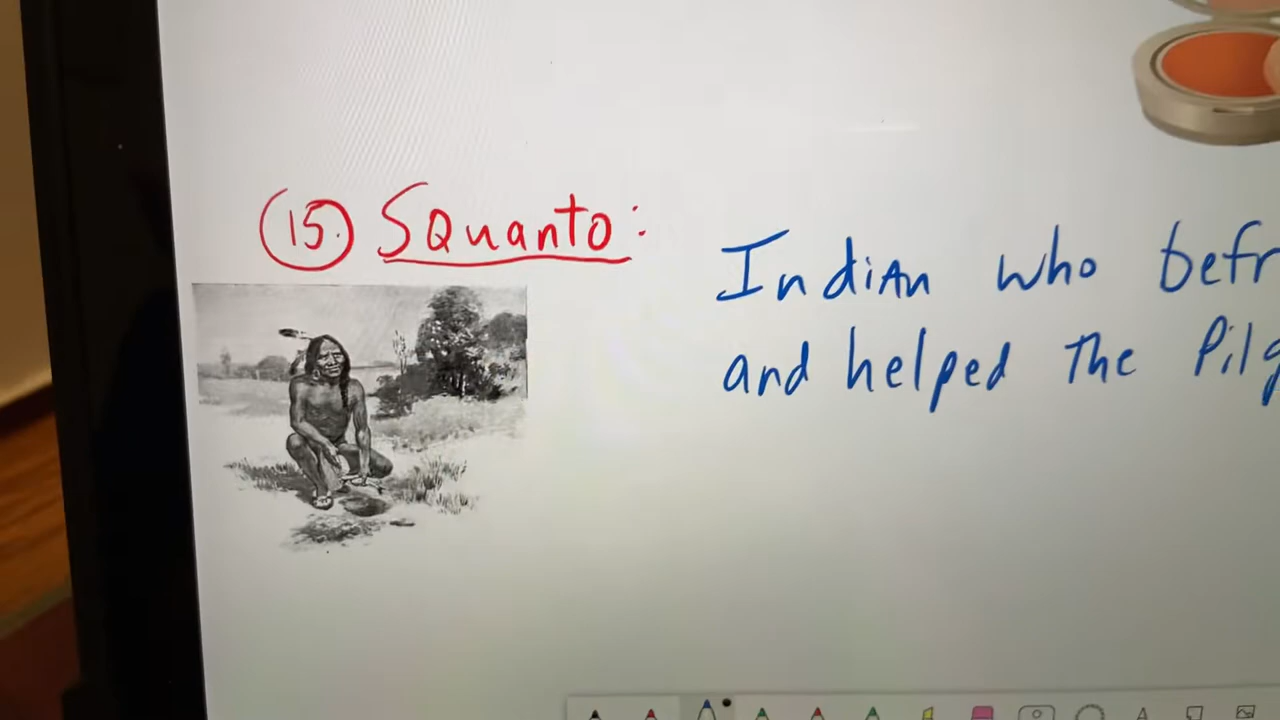 15. Squanto:
Indian who befr
and helped The Pilg